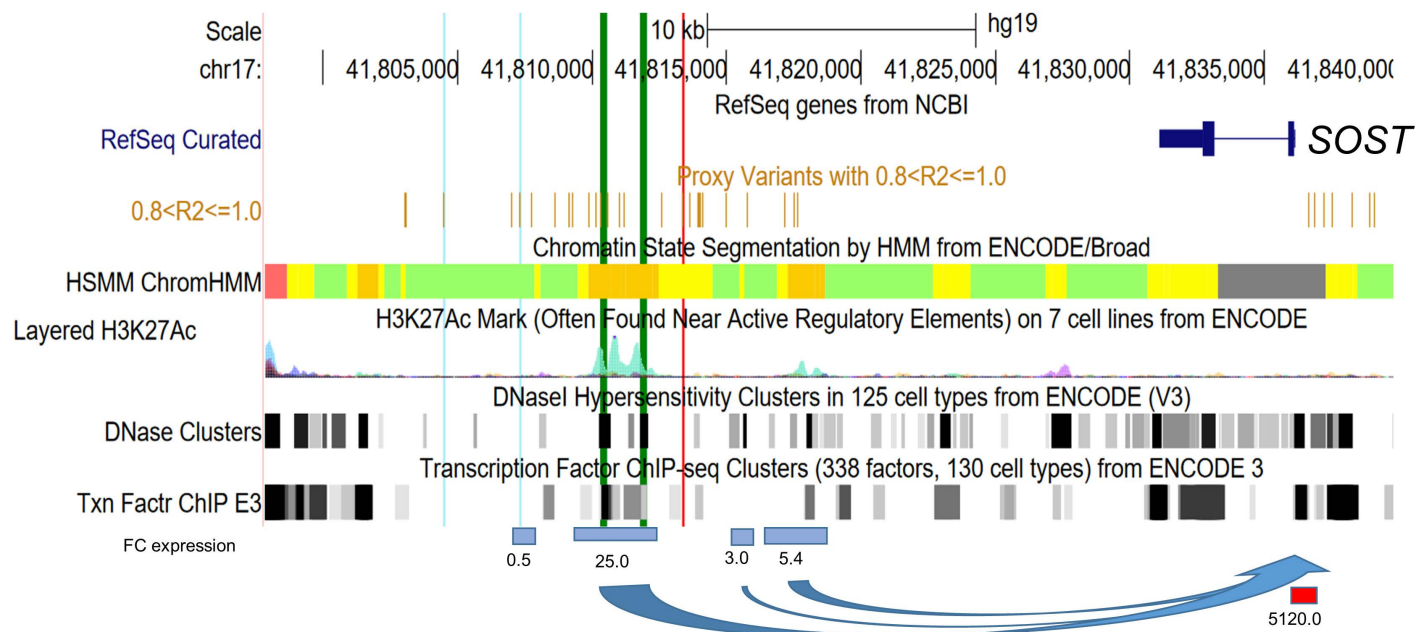 Scale 10 kb hg19
chr17: 41,805,000 41,810,000 41,815,000 41,820,000 41,825,000 41,830,000 41,835,000 41,840,000
RefSeq genes from NCBI
RefSeq Curated SOST
Proxy Variants with 0.8<R2<=1.0
0.8<R2<=1.0
Chromatin State Segmentation by HMM from ENCODE/Broad
HSMM ChromHMM
H3K27Ac Mark (Often Found Near Active Regulatory Elements) on 7 cell lines from ENCODE
Layered H3K27Ac
DNaseI Hypersensitivity Clusters in 125 cell types from ENCODE (V3)
DNase Clusters
Transcription Factor ChIP-seq Clusters (338 factors, 130 cell types) from ENCODE 3
Txn Factr ChIP E3
FC expression
0.5 25.0 3.0 5.4
5120.0